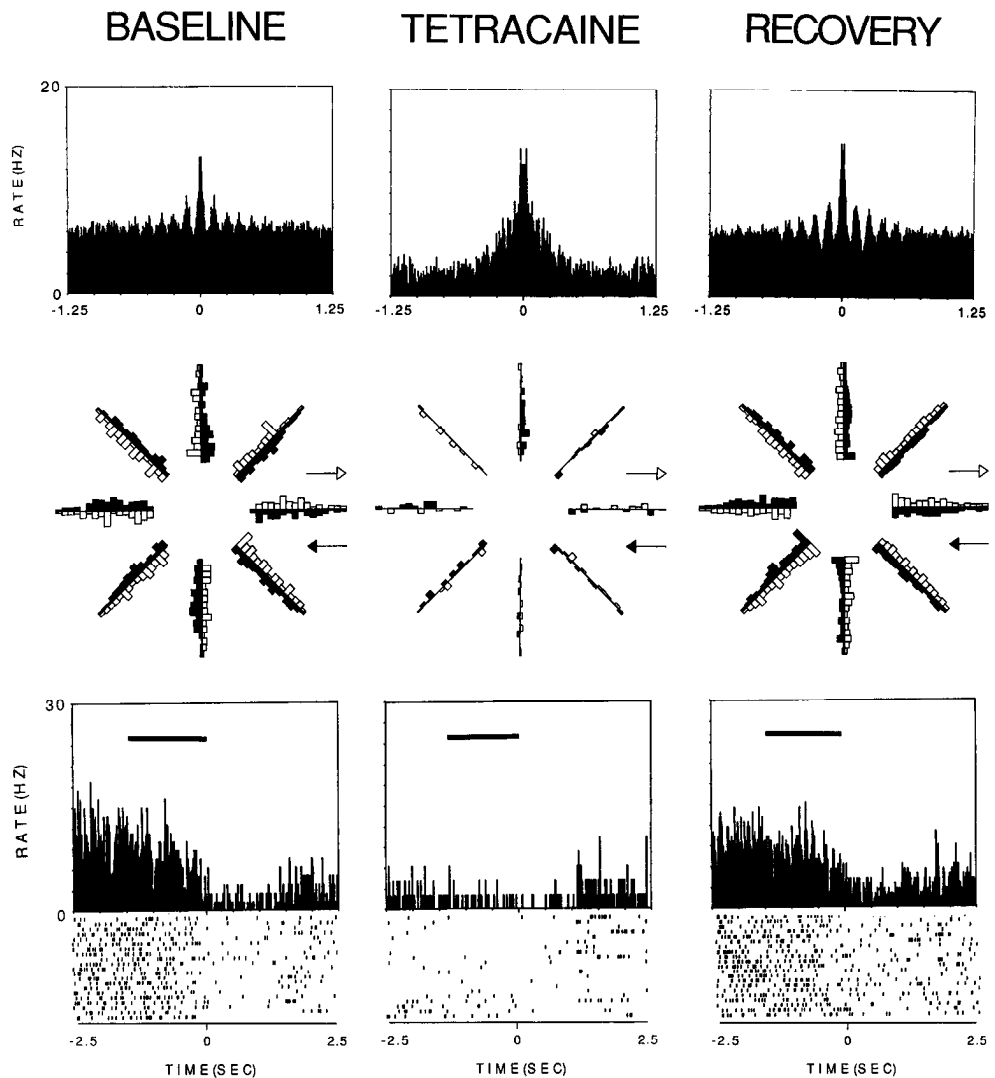 BASELINE TETRACAINE RECOVERY
20
RATE(HZ)
0
-1.25 0 1.25 -1.25 0 1.25 -1.25 0 1.25
30
RATE(HZ)
0
-2.5 0 2.5 -2.5 0 2.5 -2.5 0 2.5
TIME(SEC) TIME(SEC) TIME(SEC)